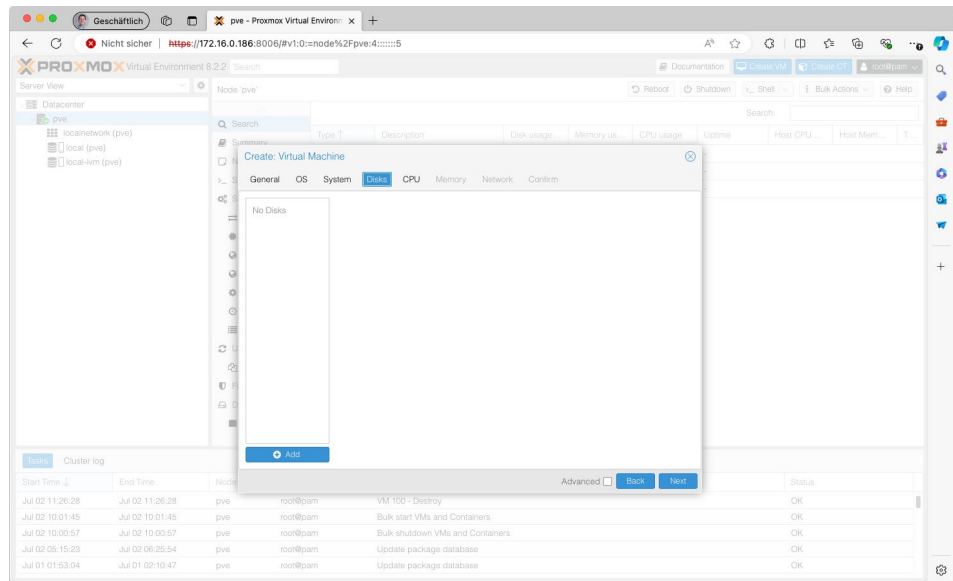 Geschäftlich
pve - Proxmox Virtual Environm
Nicht sicher | https://172.16.0.186:8006/#v1:0:=node%2Fpve:4:::::::5
PROXMOX Virtual Environment 8.2.2 Search
Documentation Create VM Create CT root@pam
Server View
Node 'pve'
Reboot Shutdown Shell Bulk Actions Help
Datacenter
pve
localnetwork (pve)
local (pve)
local-lvm (pve)
Search
Summary
Search:
Type Description Disk usage... Memory us... CPU usage Uptime Host CPU ... Host Mem... T...
Create: Virtual Machine
General OS System Disks CPU Memory Network Confirm
No Disks
Add
Advanced Back Next
Tasks Cluster log
Start Time End Time Node Status
Jul 02 11:26:28 Jul 02 11:26:28 pve root@pam VM 100 - Destroy OK
Jul 02 10:01:45 Jul 02 10:01:45 pve root@pam Bulk start VMs and Containers OK
Jul 02 10:00:57 Jul 02 10:00:57 pve root@pam Bulk shutdown VMs and Containers OK
Jul 02 05:15:23 Jul 02 06:25:54 pve root@pam Update package database OK
Jul 01 01:53:04 Jul 01 02:10:47 pve root@pam Update package database OK